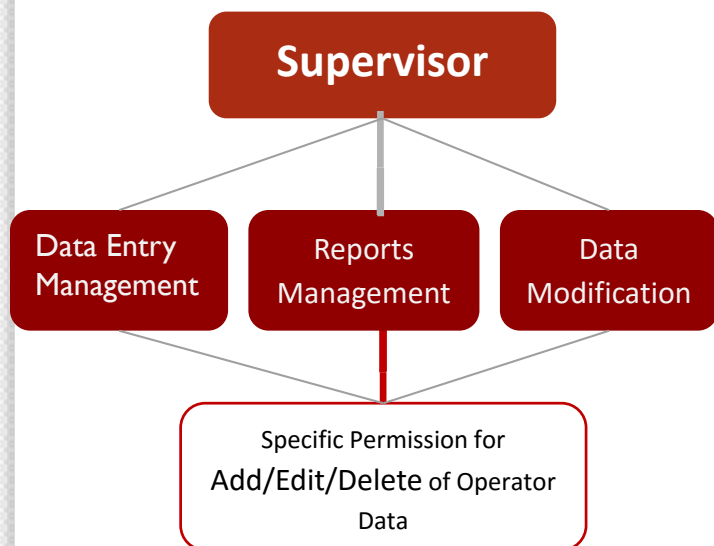 Supervisor
Data Entry
Management
Reports
Management
Data
Modification
Specific Permission for
Add/Edit/Delete of Operator
Data